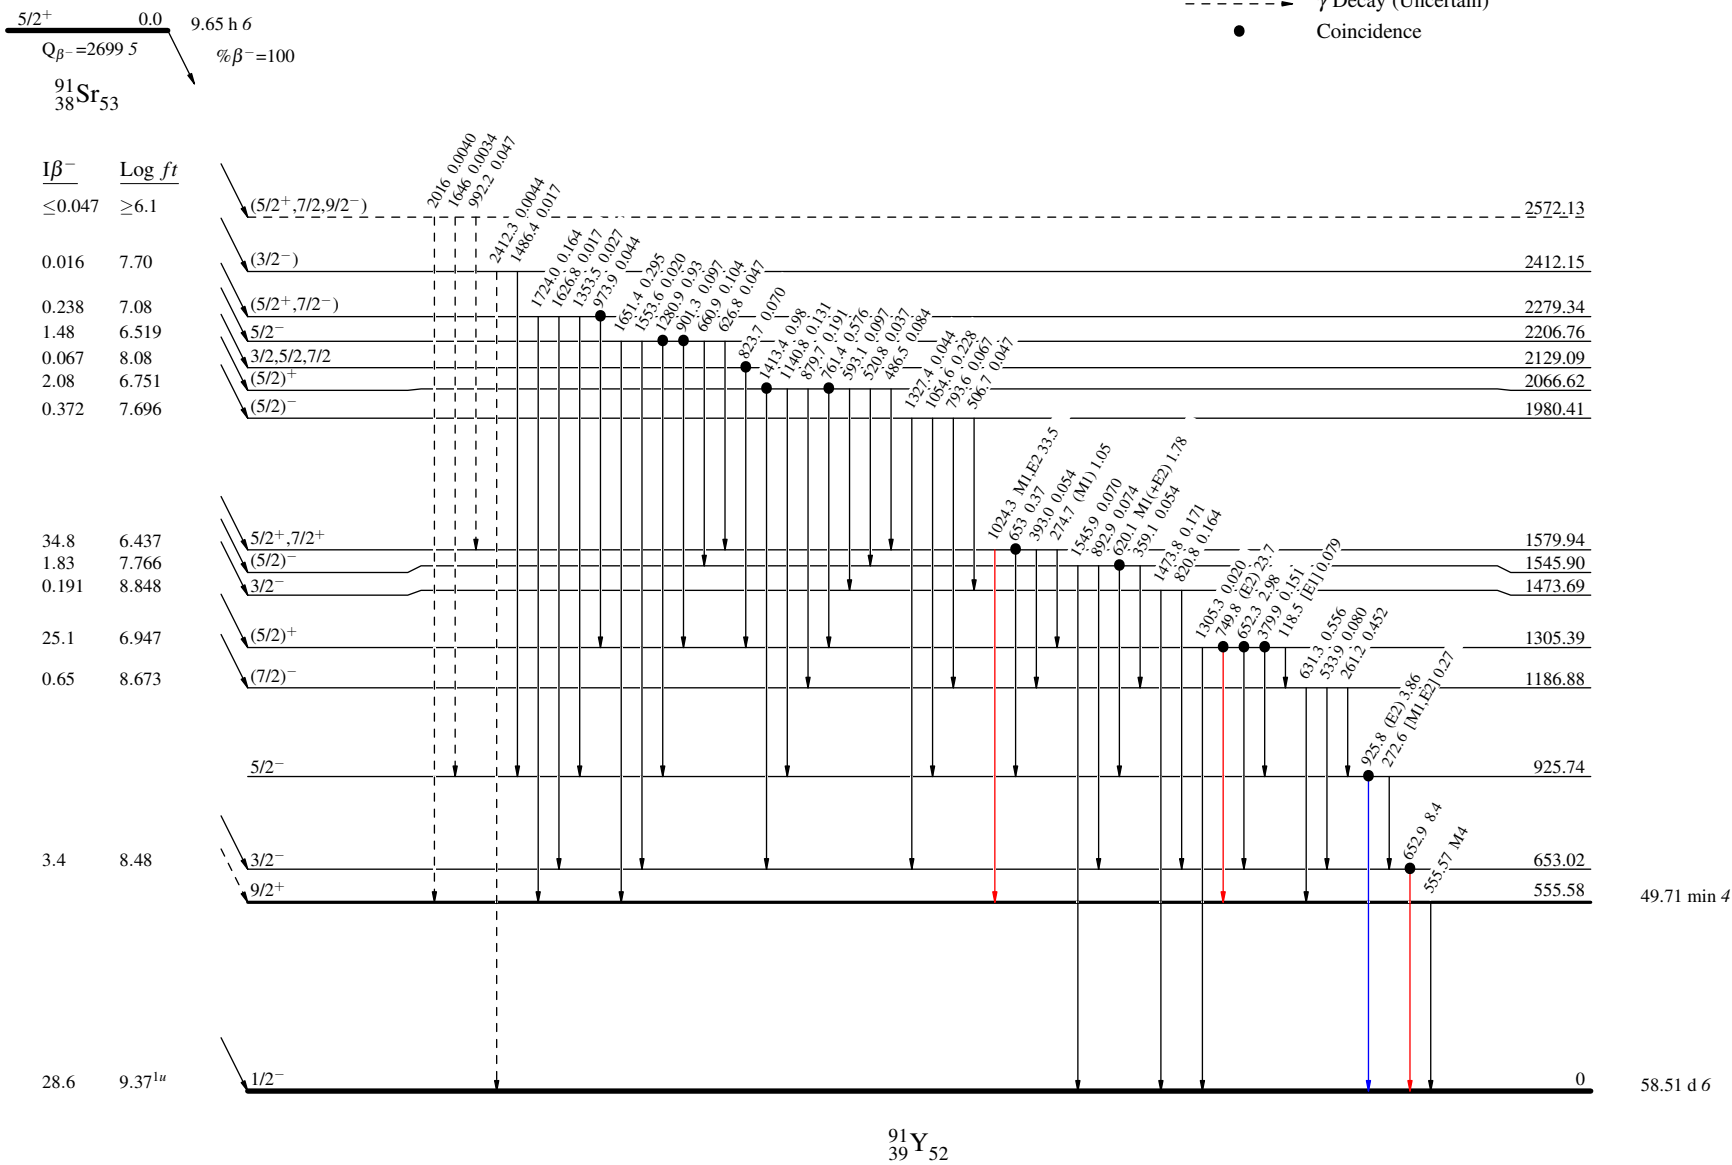 γ Decay (Uncertain)
5/2⁺ 0.0 9.65 h 6
Coincidence
Qβ⁻=2699 5 %β⁻=100
⁹¹₃₈Sr₅₃
Iβ⁻ Log ft
2016 0.0040
1646 0.0034
992.2 0.047
≤0.047 ≥6.1 (5/2⁺,7/2,9/2⁻) 2572.13
2412.3 0.0044
1486.4 0.017
0.016 7.70 (3/2⁻) 2412.15
1724.0 0.164
1626.8 0.017
1353.5 0.027
973.9 0.044
0.238 7.08 (5/2⁺,7/2⁻) 2279.34
1651.4 0.295
1553.6 0.020
1280.9 0.93
901.3 0.097
660.9 0.104
626.8 0.047
1.48 6.519 5/2⁻ 2206.76
823.7 0.070
0.067 8.08 3/2,5/2,7/2 2129.09
1413.4 0.98
1140.8 0.131
879.7 0.191
761.4 0.576
593.1 0.097
520.8 0.037
486.5 0.084
2.08 6.751 (5/2)⁺ 2066.62
1327.4 0.044
1054.6 0.228
793.6 0.067
506.7 0.047
0.372 7.696 (5/2)⁻ 1980.41
1024.3 M1,E2 33.5
653 0.37
393.0 0.054
274.7 (M1) 1.05
34.8 6.437 5/2⁺,7/2⁺ 1579.94
1545.9 0.070
892.9 0.074
620.1 M1(+E2) 1.78
359.1 0.054
1.83 7.766 (5/2)⁻ 1545.90
1473.8 0.171
820.8 0.164
0.191 8.848 3/2⁻ 1473.69
1305.3 0.020
749.8 (E2) 23.7
652.3 2.98
379.9 0.151
118.5 [E1] 0.079
25.1 6.947 (5/2)⁺ 1305.39
631.3 0.556
533.9 0.080
261.2 0.452
0.65 8.673 (7/2)⁻ 1186.88
925.8 (E2) 3.86
272.6 [M1,E2] 0.27
5/2⁻ 925.74
652.9 8.4
3.4 8.48 3/2⁻ 653.02
555.57 M4
9/2⁺ 555.58 49.71 min 4
28.6 9.37¹ᵘ 1/2⁻ 0 58.51 d 6
⁹¹₃₉Y₅₂